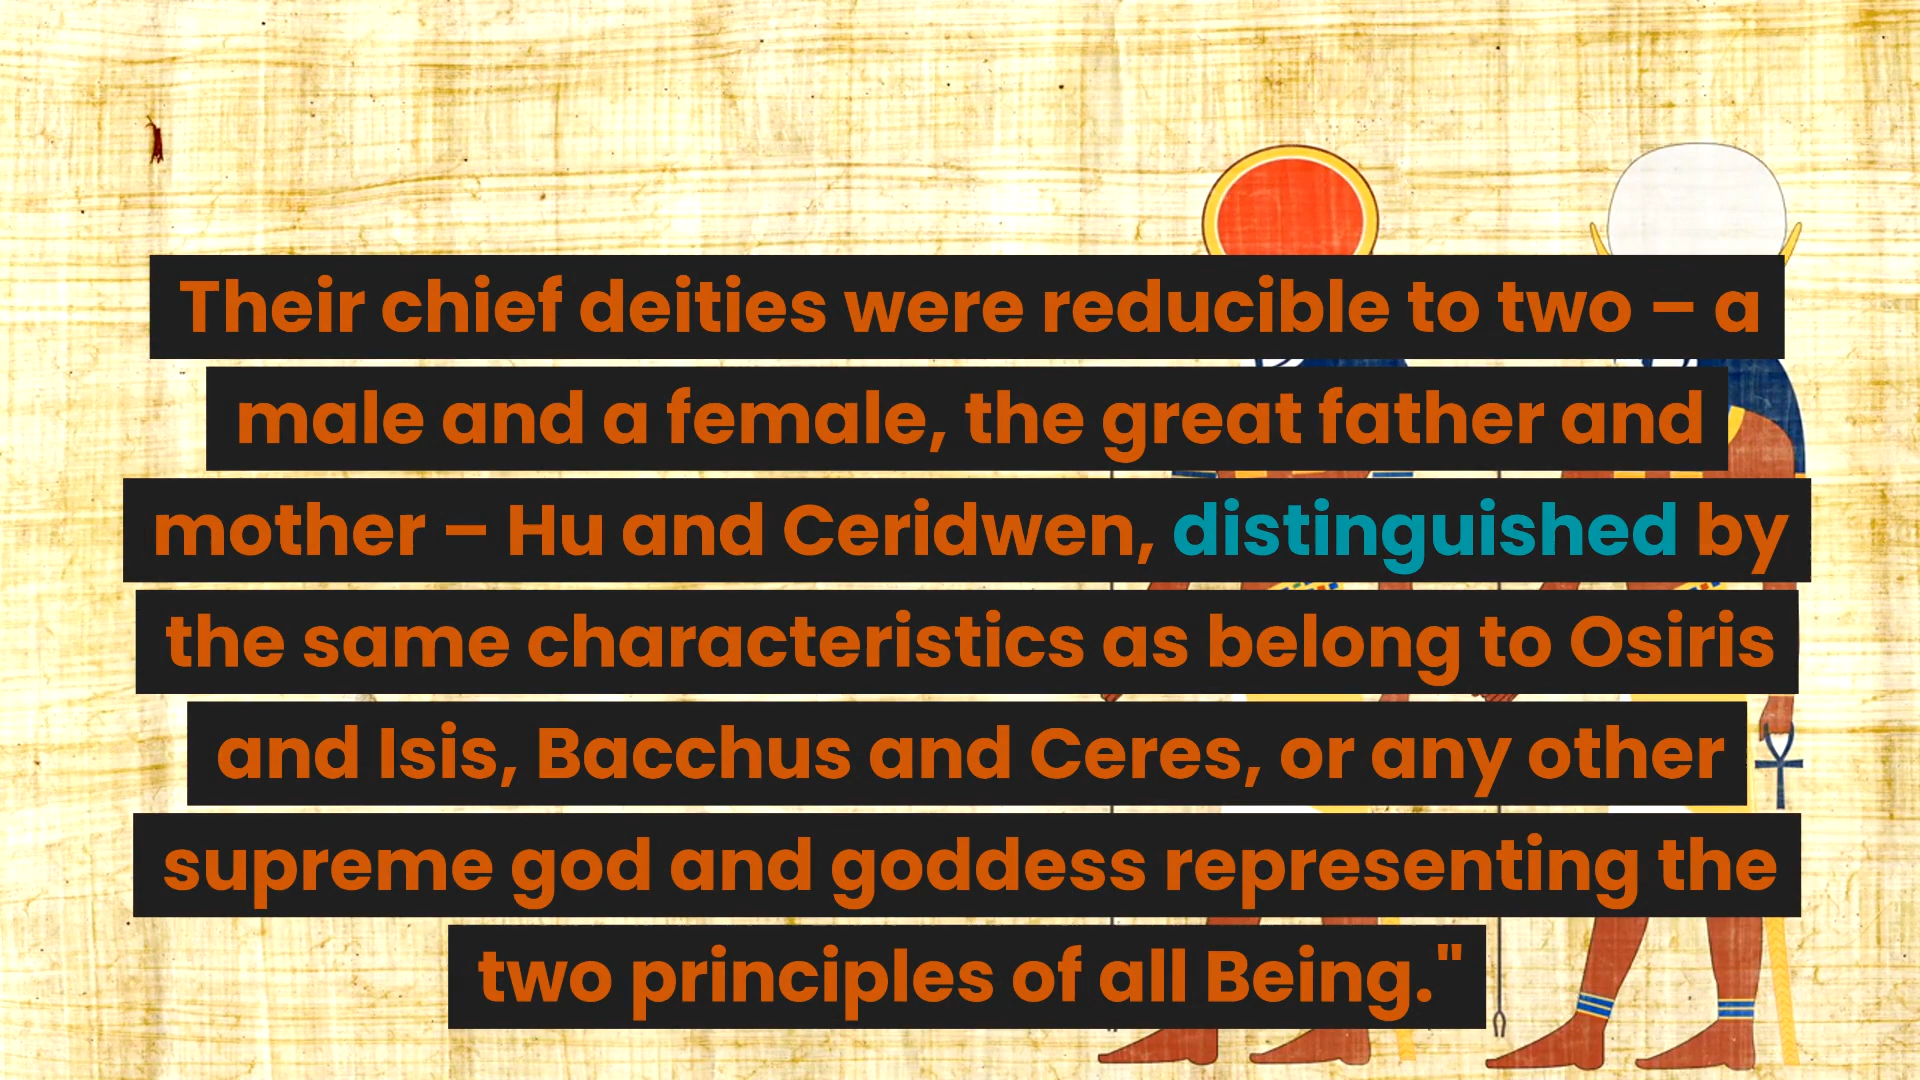 Their chief deities were reducible to two – a
male and a female, the great father and
mother – Hu and Ceridwen, distinguished by
the same characteristics as belong to Osiris
and Isis, Bacchus and Ceres, or any other
supreme god and goddess representing the
two principles of all Being."